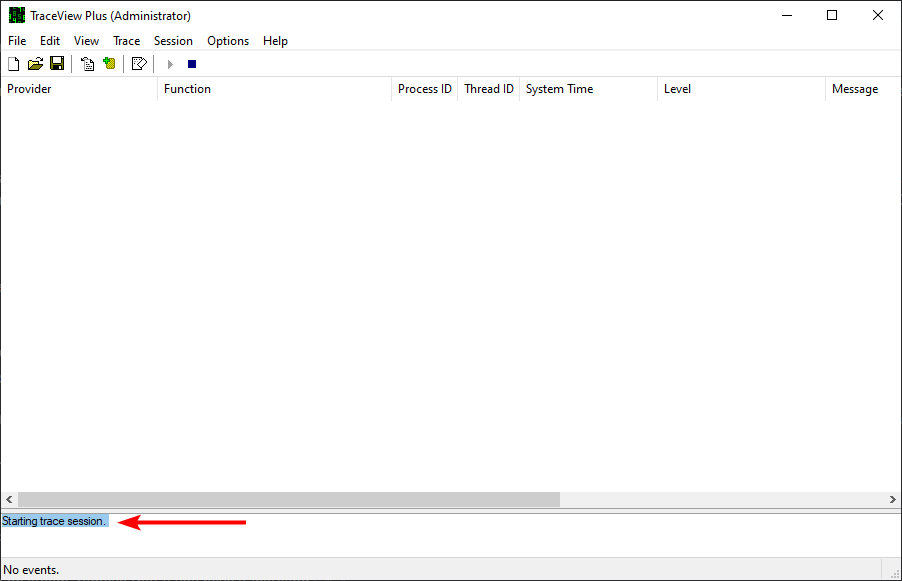 TraceView Plus (Administrator)
File Edit View Trace Session Options Help
Provider Function Process ID Thread ID System Time Level Message
Starting trace session.
No events.